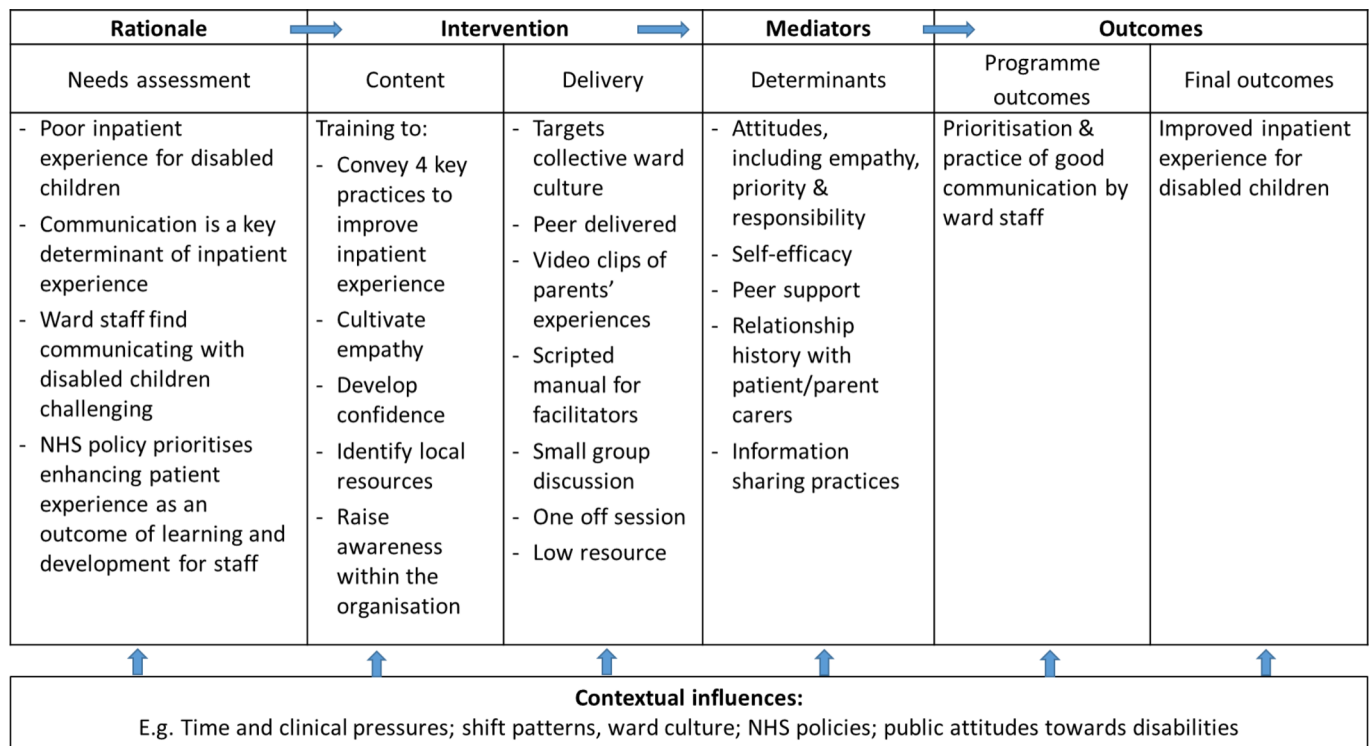 Rationale
Intervention
Mediators
Outcomes
Needs assessment
Content
Delivery
Determinants
Programme
outcomes
Final outcomes
- Poor inpatient
experience for disabled
children
- Communication is a key
determinant of inpatient
experience
- Ward staff find
communicating with
disabled children
challenging
- NHS policy prioritises
enhancing patient
experience as an
outcome of learning and
development for staff
Training to:
- Convey 4 key
practices to
improve
inpatient
experience
- Cultivate
empathy
- Develop
confidence
- Identify local
resources
- Raise
awareness
within the
organisation
- Targets
collective ward
culture
- Peer delivered
- Video clips of
parents’
experiences
- Scripted
manual for
facilitators
- Small group
discussion
- One off session
- Low resource
- Attitudes,
including empathy,
priority &
responsibility
- Self-efficacy
- Peer support
- Relationship
history with
patient/parent
carers
- Information
sharing practices
Prioritisation &
practice of good
communication by
ward staff
Improved inpatient
experience for
disabled children
Contextual influences:
E.g. Time and clinical pressures; shift patterns, ward culture; NHS policies; public attitudes towards disabilities